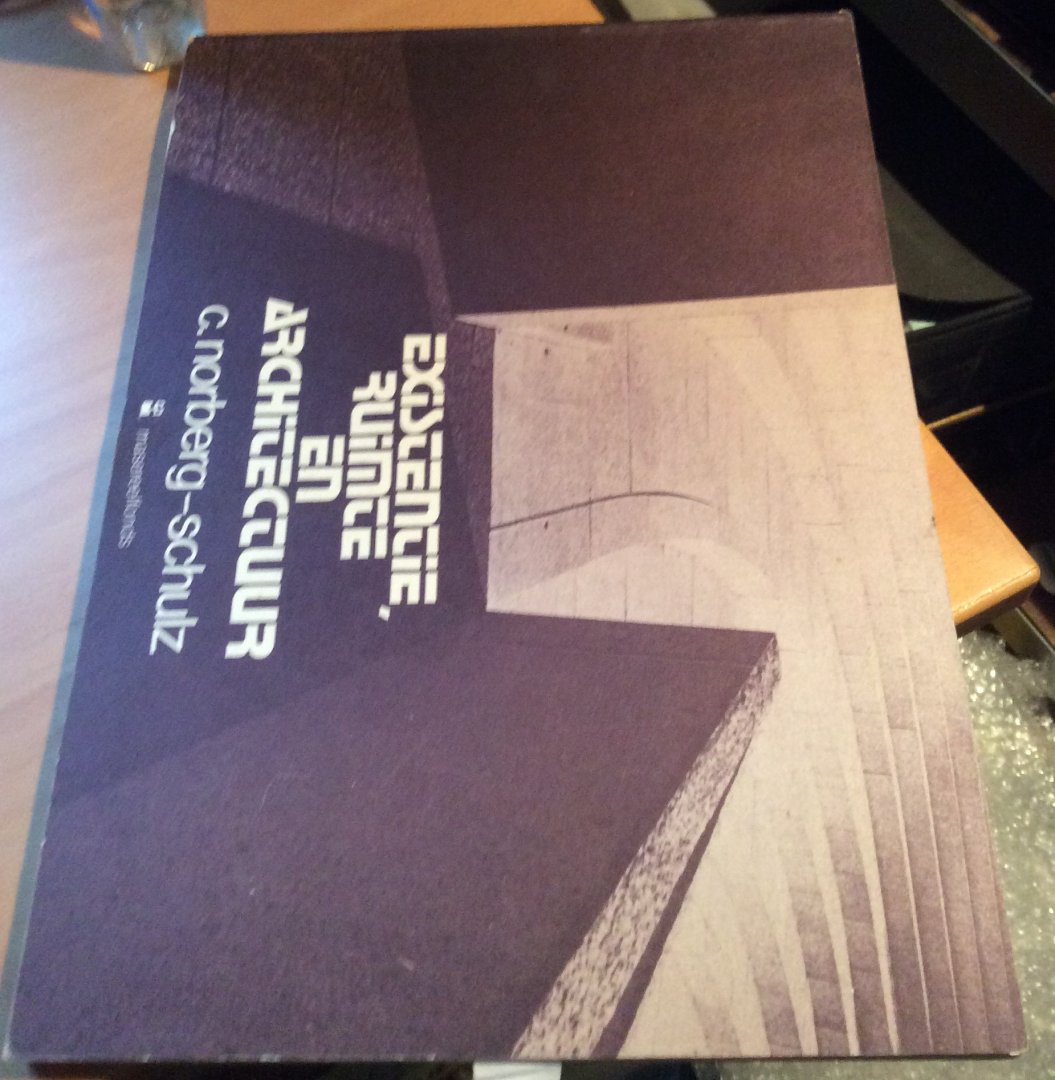 EXISTENTIE,
RUIMTE
EN
ARCHITECTUUR
c. norberg-schulz
masereelfonds